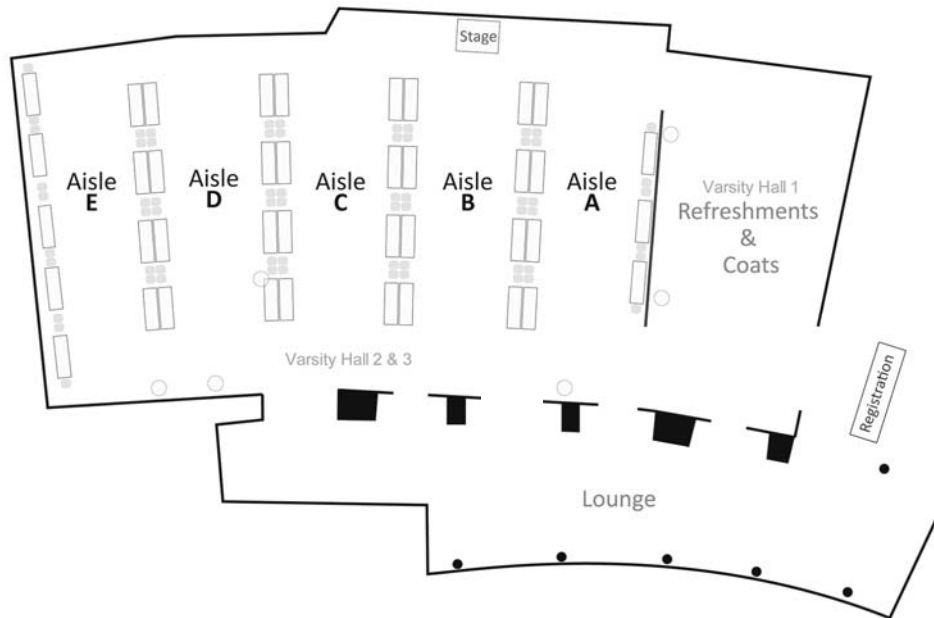 Stage
Aisle
E
Aisle
D
Aisle
C
Aisle
B
Aisle
A
Varsity Hall 1
Refreshments
&
Coats
Varsity Hall 2 & 3
Registration
Lounge